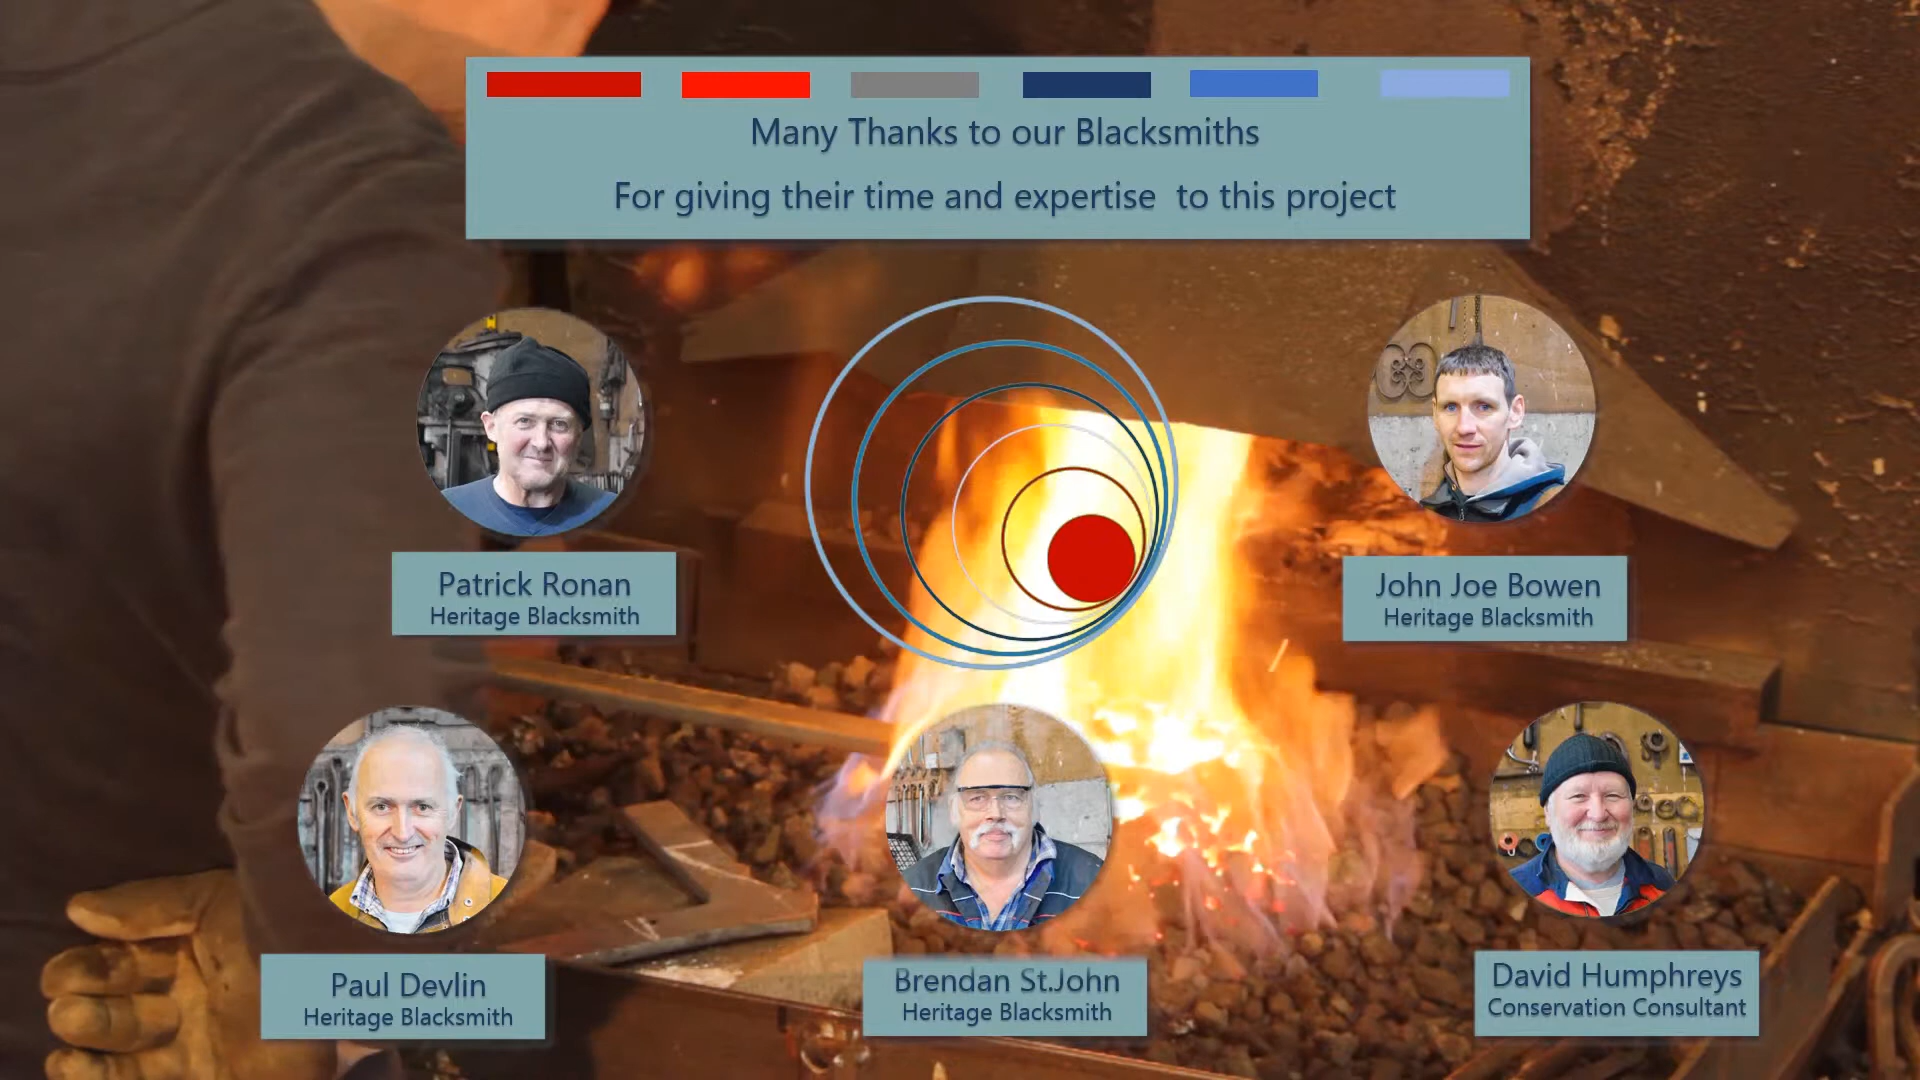 Many Thanks to our Blacksmiths
For giving their time and expertise to this project
Patrick Ronan
Heritage Blacksmith
John Joe Bowen
Heritage Blacksmith
Paul Devlin
Heritage Blacksmith
Brendan St.John
Heritage Blacksmith
David Humphreys
Conservation Consultant